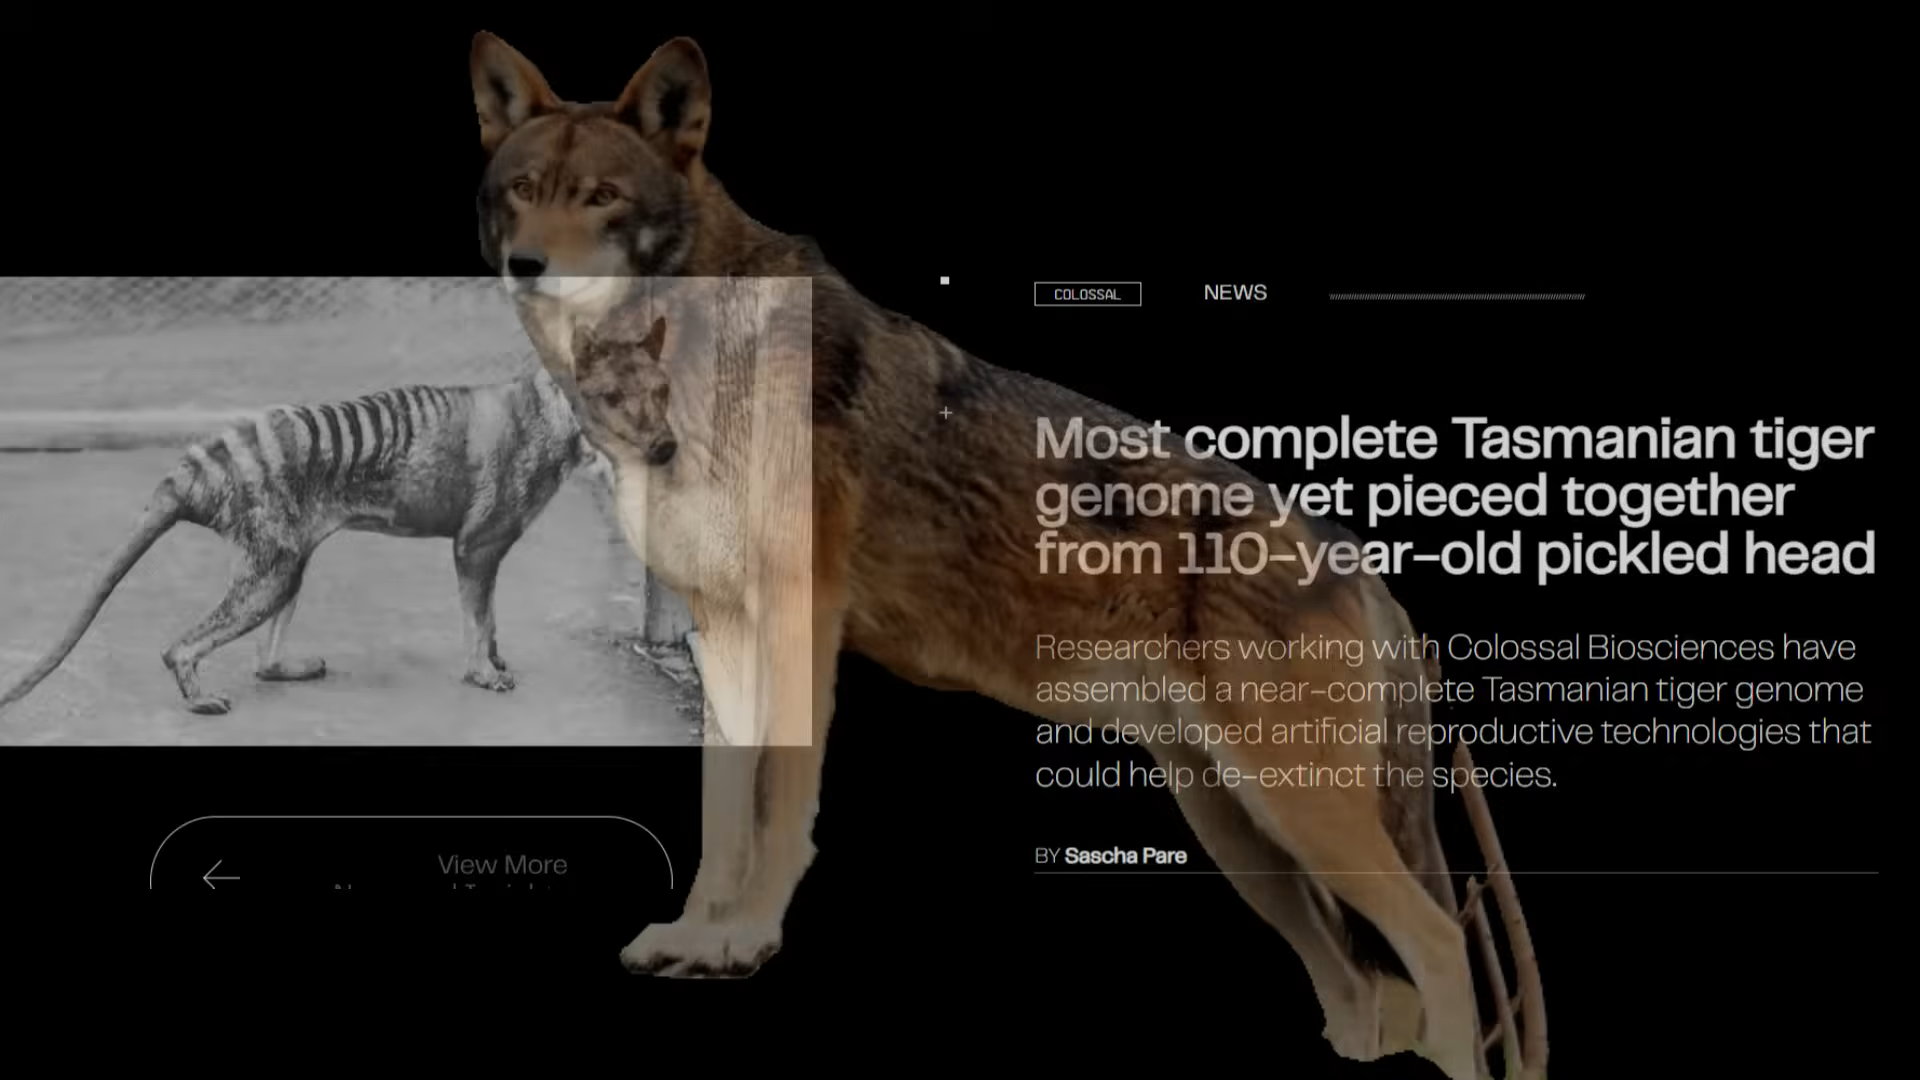 COLOSSAL
NEWS
Most complete Tasmanian tiger
genome yet pieced together
from 110-year-old pickled head
Researchers working with Colossal Biosciences have
assembled a near-complete Tasmanian tiger genome
and developed artificial reproductive technologies that
could help de-extinct the species.
BY Sascha Pare
View More